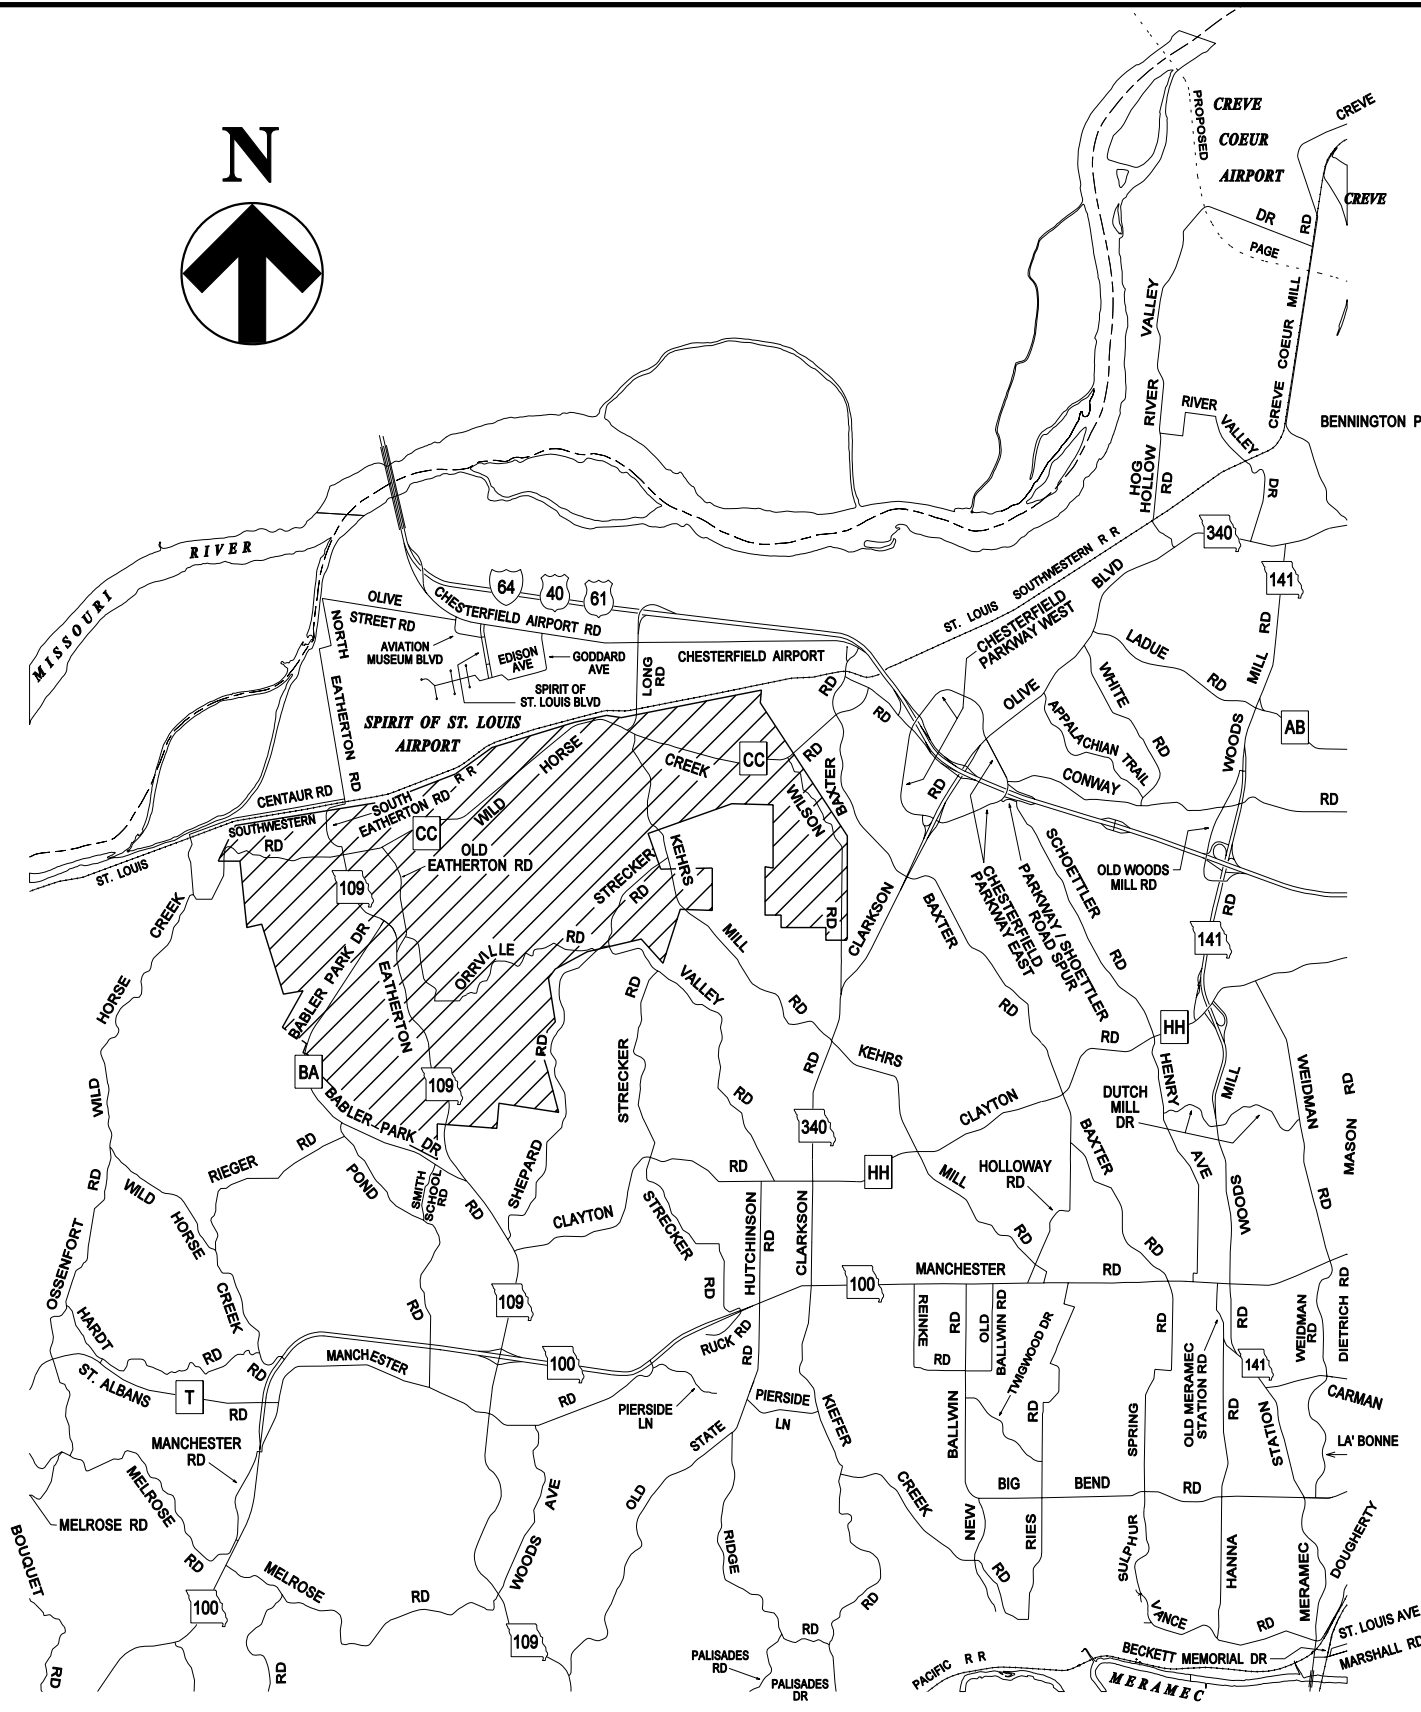 N
PROPOSED
CREVE
COEUR
AIRPORT
CREVE
CREVE
DR
RD
PAGE
VALLEY
RIVER
HOG
HOLLOW
RD
CREVE COEUR MILL
RIVER
VALLEY
DR
BENNINGTON P
340
141
MISSOURI
RIVER
64
40
61
OLIVE
STREET RD
CHESTERFIELD AIRPORT RD
AVIATION
MUSEUM BLVD
EDISON
AVE
GODDARD
AVE
SPIRIT OF
ST. LOUIS BLVD
SPIRIT OF ST. LOUIS
AIRPORT
NORTH EATHERTON RD
LONG
RD
CHESTERFIELD AIRPORT
RD
RD
ST. LOUIS SOUTHWESTERN R R
BLVD
CHESTERFIELD
PARKWAY WEST
OLIVE
RD
LADUE
RD
WHITE
RD
APPALACHIAN TRAIL
CONWAY
RD
MILL RD
WOODS
AB
CENTAUR RD
SOUTHWESTERN
RD
R R
ST. LOUIS
SOUTH
EATHERTON RD
WILD
HORSE
CREEK
CC
RD
CC
OLD
EATHERTON RD
109
WILSON
RD
BAXTER
KEHRS
STRECKER
RD
MILL
RD
CLARKSON
BAXTER
RD
SCHOETTLER
RD
CHESTERFIELD
PARKWAY EAST
PARKWAY / SHOETTLER
ROAD SPUR
OLD WOODS
MILL RD
RD
141
HH
RD
CREEK
HORSE
WILD
RD
OSSENFORT
BABLER PARK DR
EATHERTON
ORRVILLE
RD
VALLEY
RD
RD
STRECKER
BA
BABLER PARK DR
109
RD
SHEPARD
RD
340
KEHRS
MILL
RD
CLAYTON
HENRY
AVE
MILL
WOODS
DUTCH
MILL
DR
WEIDMAN
RD
MASON RD
RIEGER
RD
WILD
HORSE
CREEK
RD
POND
RD
SMITH
SCHOOL
RD
RD
CLAYTON
RD
HH
STRECKER
RD
HUTCHINSON
RD
CLARKSON
HOLLOWAY
RD
BAXTER
RD
HARDT
RD
ST. ALBANS
T
RD
109
100
MANCHESTER
RD
100
MANCHESTER
RD
REINKE
RD
RD
OLD
BALLWIN RD
TWIGWOOD DR
RD
RD
OLD MERAMEC
STATION RD
RD
WEIDMAN
RD
DIETRICH RD
141
CARMAN
LA' BONNE
RUCK RD
RD
PIERSIDE
LN
PIERSIDE
LN
KIEFER
STATE
OLD
CREEK
RD
BALLWIN
NEW
BIG
BEND
RD
RIES
SPRING
SULPHUR
RD
HANNA
STATION
MERAMEC
DOUGHERTY
MANCHESTER
RD
MELROSE
RD
MELROSE RD
BOUQUET
RD
100
MELROSE
RD
RD
WOODS
AVE
109
RIDGE
RD
RD
PALISADES
RD
PALISADES
DR
VANCE
RD
BECKETT MEMORIAL DR
ST. LOUIS AVE
MARSHALL RD
PACIFIC R R
MERAMEC